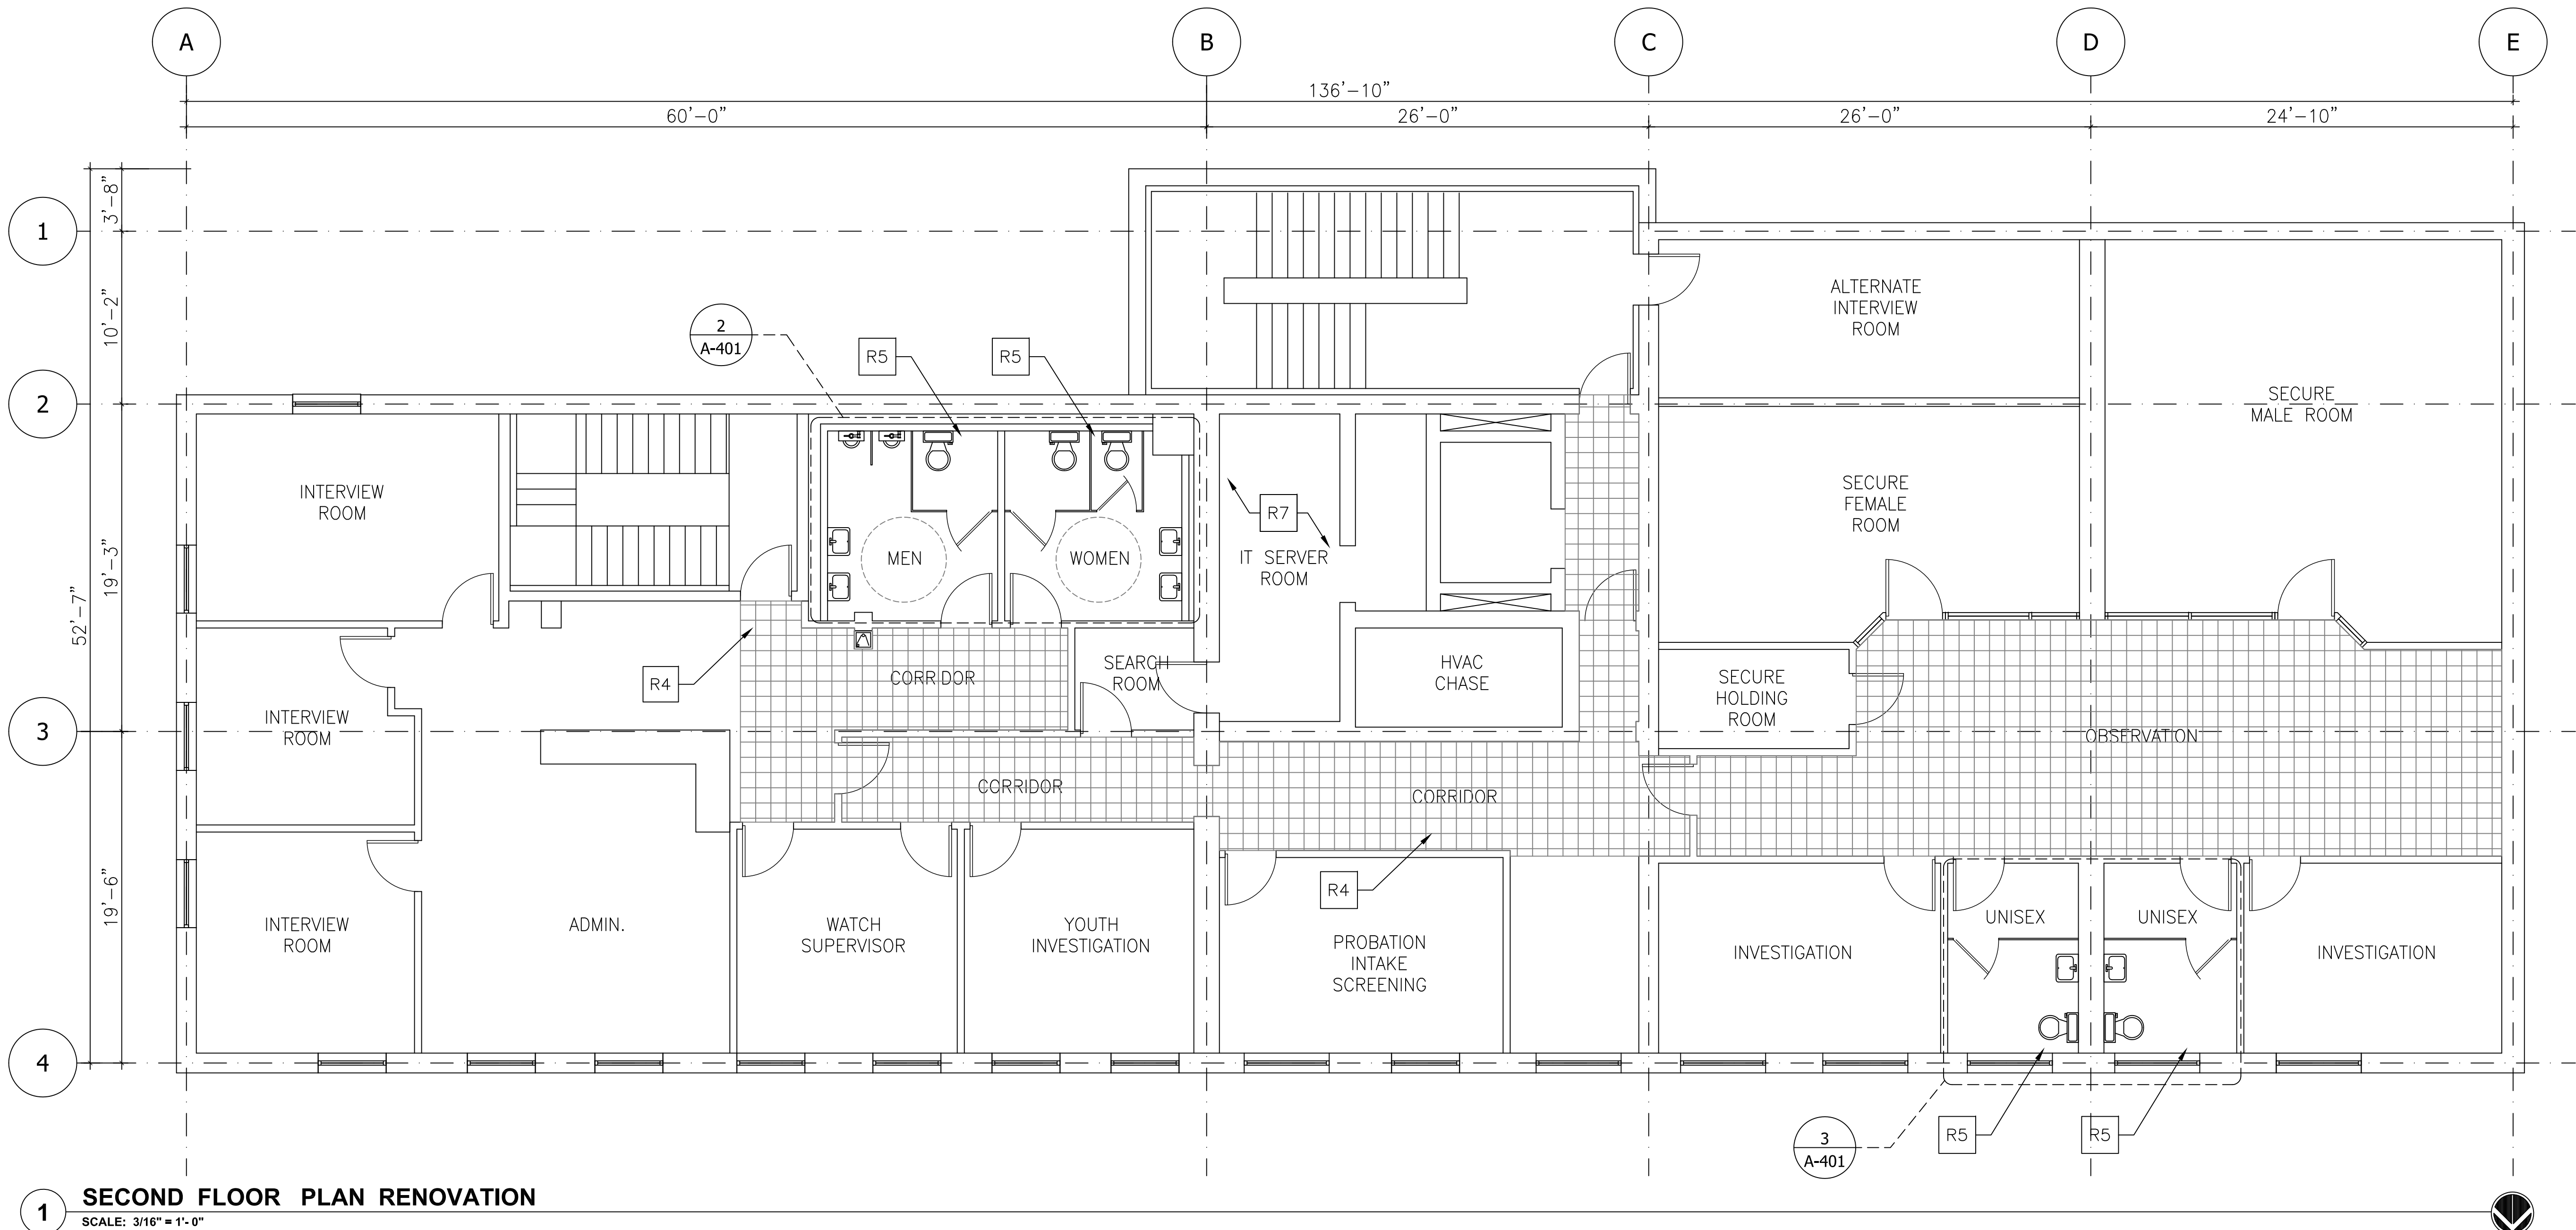 A
B
C
D
E
136'-10"
60'-0"
26'-0"
26'-0"
24'-10"
3'-8"
1
10'-2"
2
52'-7"
19'-3"
3
19'-6"
4
2
A-401
R5
R5
ALTERNATE
INTERVIEW
ROOM
SECURE
MALE ROOM
INTERVIEW
ROOM
SECURE
FEMALE
ROOM
R7
MEN
WOMEN
IT SERVER
ROOM
R4
CORRIDOR
SEARCH
ROOM
HVAC
CHASE
SECURE
HOLDING
ROOM
INTERVIEW
ROOM
OBSERVATION
CORRIDOR
CORRIDOR
R4
INTERVIEW
ROOM
ADMIN.
WATCH
SUPERVISOR
YOUTH
INVESTIGATION
PROBATION
INTAKE
SCREENING
INVESTIGATION
UNISEX
UNISEX
INVESTIGATION
3
A-401
R5
R5
1
SECOND FLOOR PLAN RENOVATION
SCALE: 3/16" = 1'- 0"